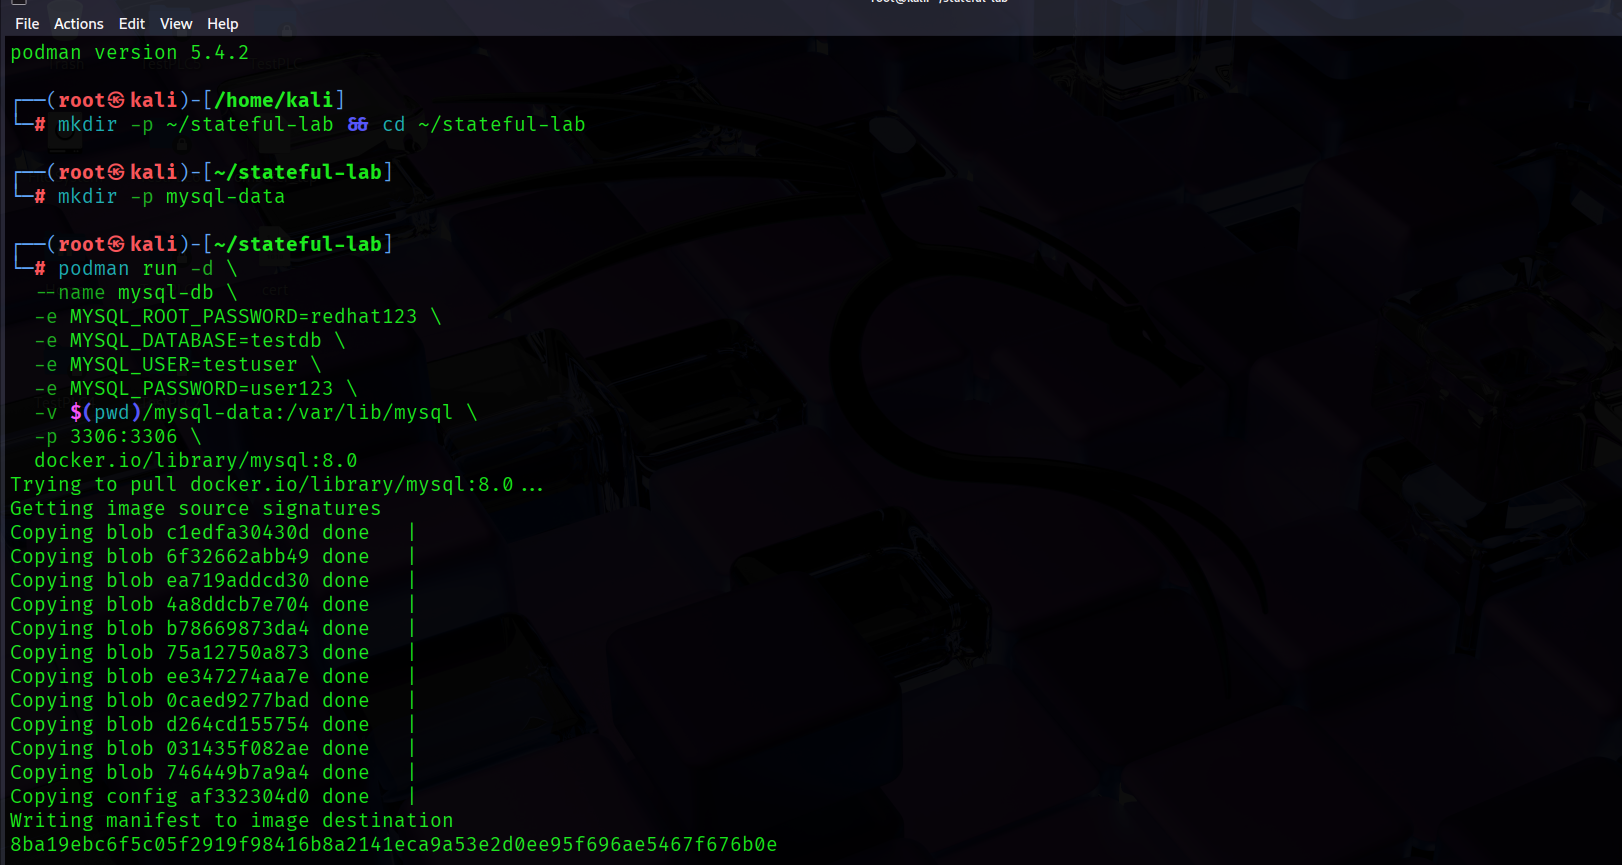 File Actions Edit View Help
podman version 5.4.2
┌──(root㉿kali)-[/home/kali]
└─# mkdir -p ~/stateful-lab && cd ~/stateful-lab
┌──(root㉿kali)-[~/stateful-lab]
└─# mkdir -p mysql-data
┌──(root㉿kali)-[~/stateful-lab]
└─# podman run -d \
--name mysql-db \
-e MYSQL_ROOT_PASSWORD=redhat123 \
-e MYSQL_DATABASE=testdb \
-e MYSQL_USER=testuser \
-e MYSQL_PASSWORD=user123 \
-v $(pwd)/mysql-data:/var/lib/mysql \
-p 3306:3306 \
docker.io/library/mysql:8.0
Trying to pull docker.io/library/mysql:8.0...
Getting image source signatures
Copying blob c1edfa30430d done   |
Copying blob 6f32662abb49 done   |
Copying blob ea719addcd30 done   |
Copying blob 4a8ddcb7e704 done   |
Copying blob b78669873da4 done   |
Copying blob 75a12750a873 done   |
Copying blob ee347274aa7e done   |
Copying blob 0caed9277bad done   |
Copying blob d264cd155754 done   |
Copying blob 031435f082ae done   |
Copying blob 746449b7a9a4 done   |
Copying config af332304d0 done   |
Writing manifest to image destination
8ba19ebc6f5c05f2919f98416b8a2141eca9a53e2d0ee95f696ae5467f676b0e